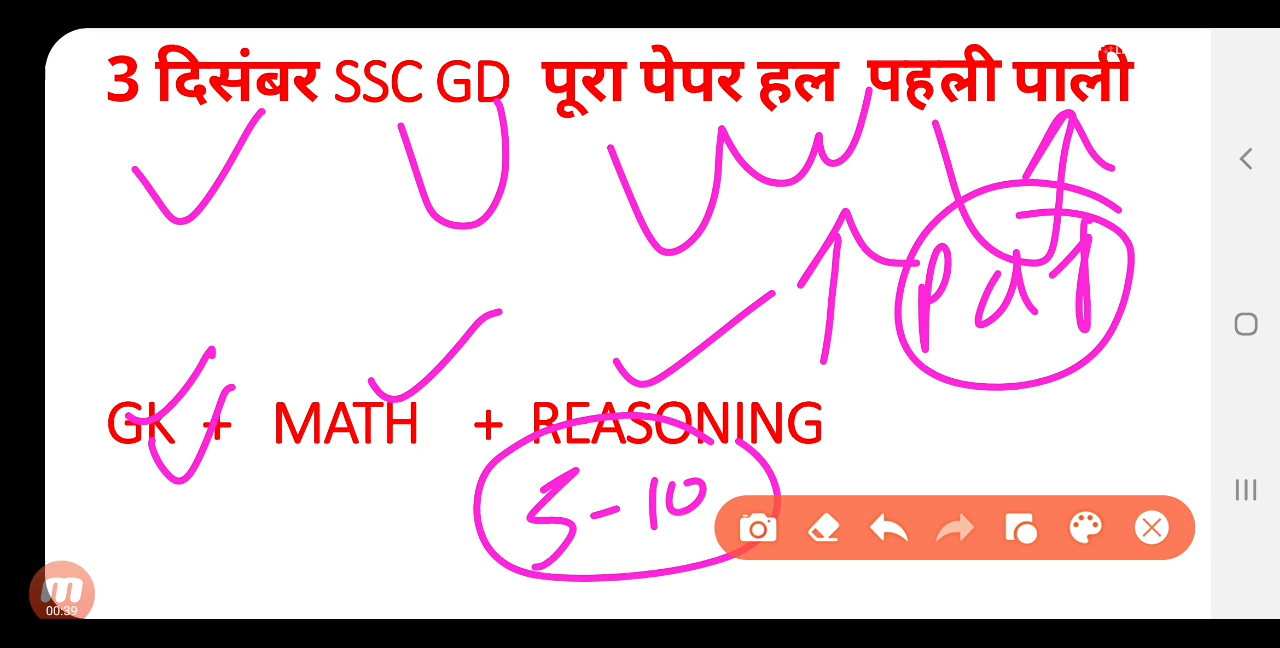 3 दिसंबर SSC GD पूरा पेपर हल पहली पाली
pdf
GK + MATH + REASONING
5-10
00:39